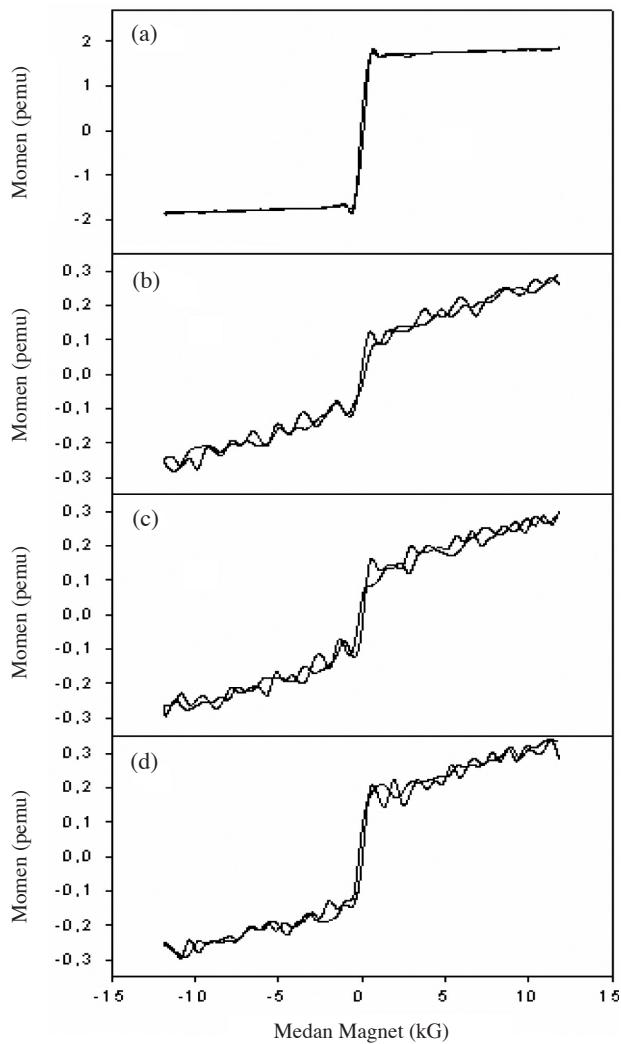 (a)
Momen (pemu)
2
1
0
-1
-2
(b)
Momen (pemu)
0,3
0,2
0,1
0,0
-0,1
-0,2
-0,3
(c)
Momen (pemu)
0,3
0,2
0,1
0,0
-0,1
-0,2
-0,3
(d)
Momen (pemu)
0,3
0,2
0,1
0,0
-0,1
-0,2
-0,3
-15 -10 -5 0 5 10 15
Medan Magnet (kG)